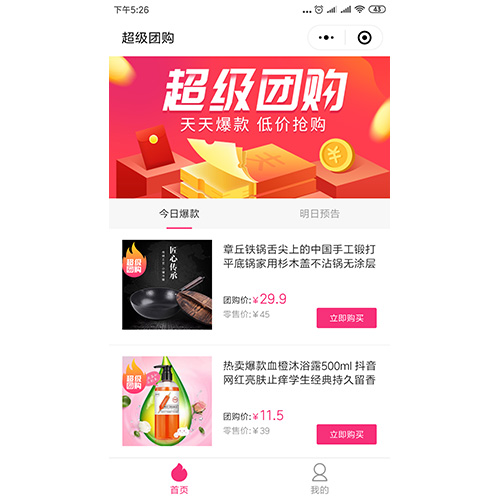 下午5:26
43
超级团购
超级团购
天天爆款 低价抢购
今日爆款
明日预告
匠心传承
超级团购
章丘铁锅舌尖上的中国手工锻打
平底锅家用杉木盖不沾锅无涂层
团购价:¥29.9
零售价:¥45
立即购买
超级团购
热卖爆款血橙沐浴露500ml 抖音
网红亮肤止痒学生经典持久留香
团购价:¥11.5
零售价:¥39
立即购买
首页
我的